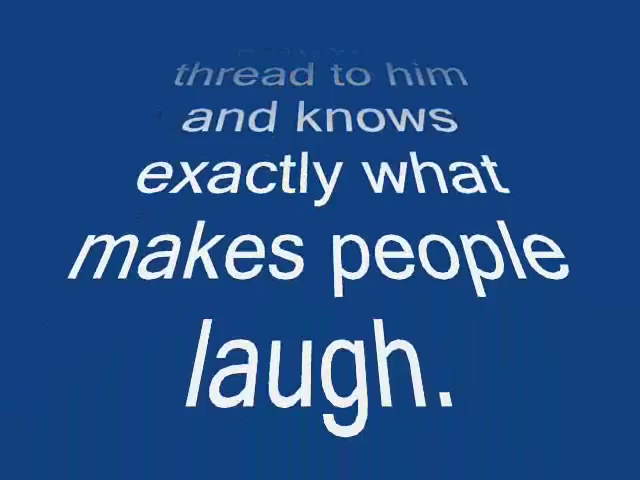 thread to him
and knows
exactly what
makes people
laugh.